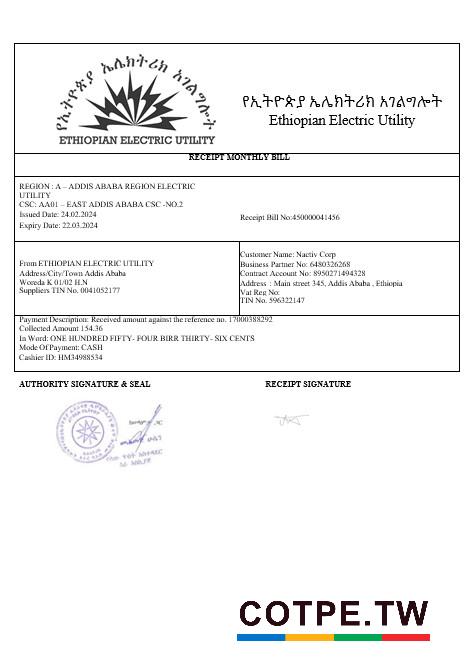 የኢትዮጵያ ኤሌክትሪክ አገልግሎት
ETHIOPIAN ELECTRIC UTILITY
የኢትዮጵያ ኤሌክትሪክ አገልግሎት
Ethiopian Electric Utility
RECEIPT MONTHLY BILL
REGION : A – ADDIS ABABA REGION ELECTRIC
UTILITY
CSC: AA01 – EAST ADDIS ABABA CSC -NO.2
Issued Date: 24.02.2024
Expiry Date: 22.03.2024
Receipt Bill No:450000041456
From ETHIOPIAN ELECTRIC UTILITY
Address/City/Town Addis Ababa
Woreda K 01/02 H.N
Suppliers TIN No. 0041052177
Customer Name: Nactiv Corp
Business Partner No: 6480326268
Contract Account No: 8950271494328
Address : Main street 345, Addis Ababa , Ethiopia
Vat Reg No:
TIN No. 596322147
Payment Description: Received amount against the reference no. 17000388292
Collected Amount 154.36
In Word: ONE HUNDRED FIFTY- FOUR BIRR THIRTY- SIX CENTS
Mode Of Payment: CASH
Cashier ID: HM34988534
AUTHORITY SIGNATURE & SEAL
RECEIPT SIGNATURE
COTPE.TW